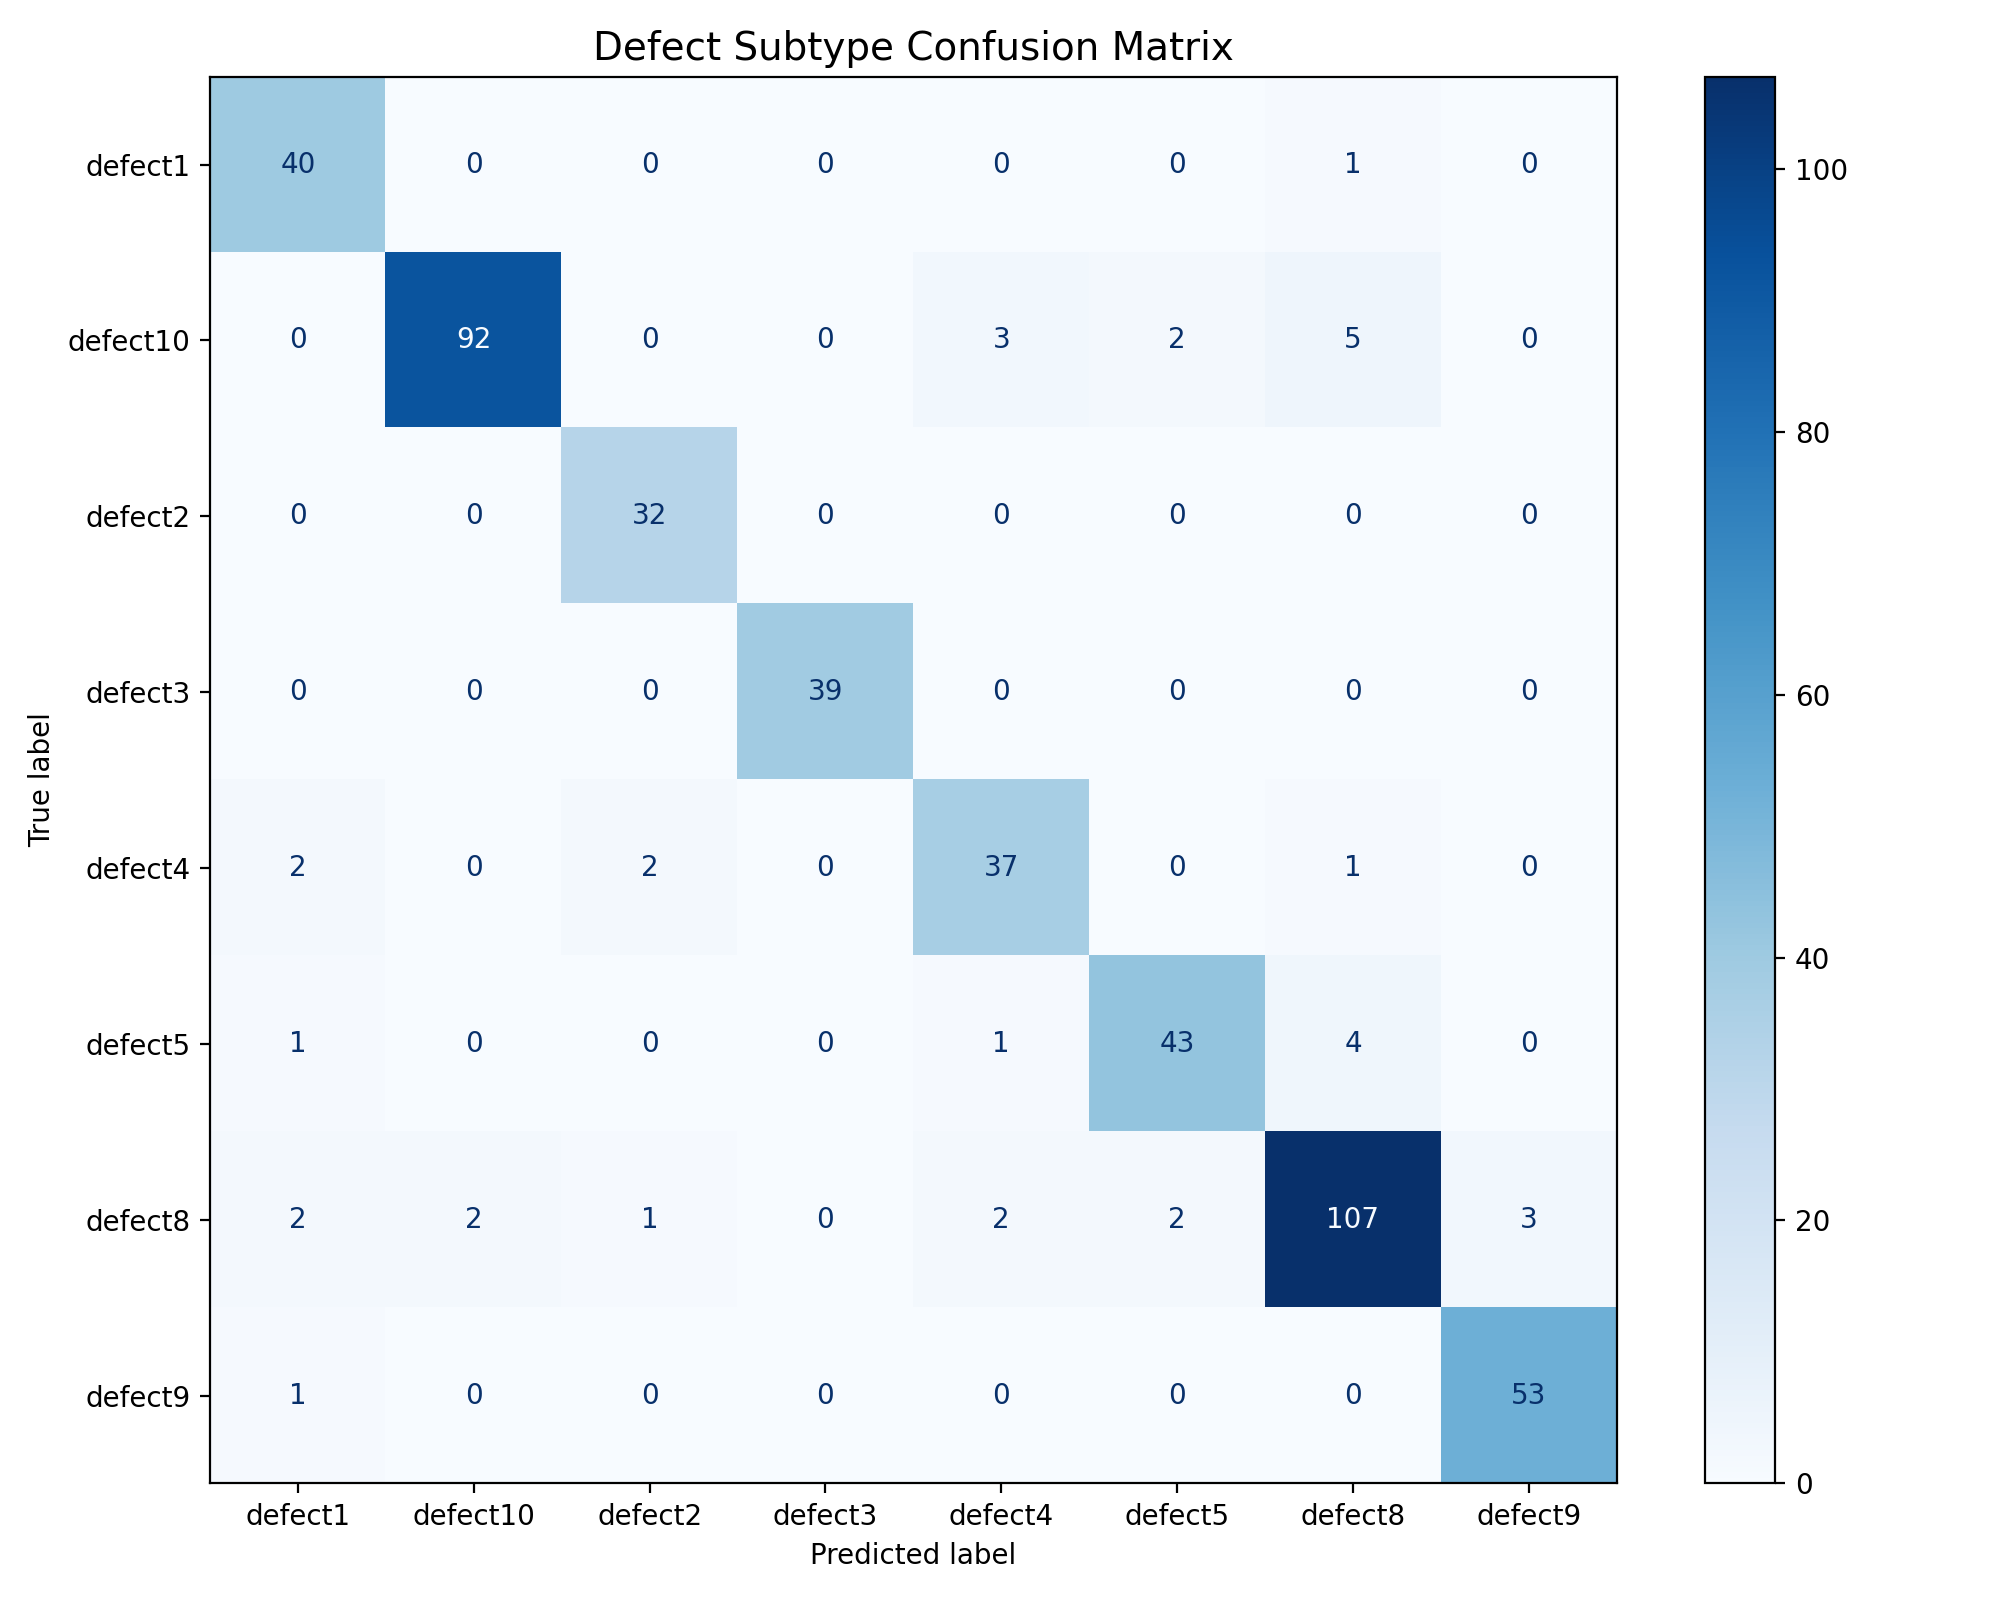 Defect Subtype Confusion Matrix
defect1 40 0 0 0 0 0 1 0
defect10 0 92 0 0 3 2 5 0
defect2 0 0 32 0 0 0 0 0
defect3 0 0 0 39 0 0 0 0
defect4 2 0 2 0 37 0 1 0
defect5 1 0 0 0 1 43 4 0
defect8 2 2 1 0 2 2 107 3
defect9 1 0 0 0 0 0 0 53
defect1 defect10 defect2 defect3 defect4 defect5 defect8 defect9
Predicted label
True label
100
80
60
40
20
0